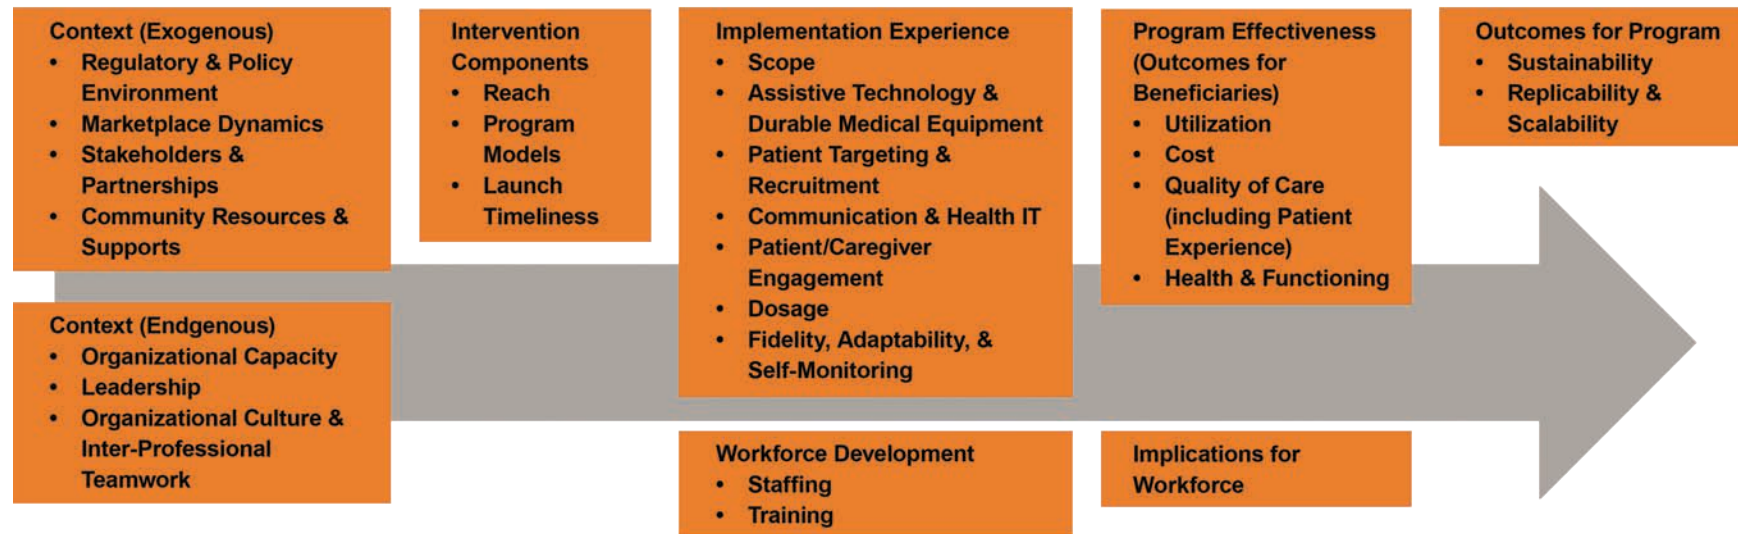 Context (Exogenous)
• Regulatory & Policy
Environment
• Marketplace Dynamics
• Stakeholders &
Partnerships
• Community Resources &
Supports
Context (Endgenous)
• Organizational Capacity
• Leadership
• Organizational Culture &
Inter-Professional
Teamwork
Intervention
Components
• Reach
• Program
Models
• Launch
Timeliness
Implementation Experience
• Scope
• Assistive Technology &
Durable Medical Equipment
• Patient Targeting &
Recruitment
• Communication & Health IT
• Patient/Caregiver
Engagement
• Dosage
• Fidelity, Adaptability, &
Self-Monitoring
Workforce Development
• Staffing
• Training
Program Effectiveness
(Outcomes for
Beneficiaries)
• Utilization
• Cost
• Quality of Care
(including Patient
Experience)
• Health & Functioning
Implications for
Workforce
Outcomes for Program
• Sustainability
• Replicability &
Scalability